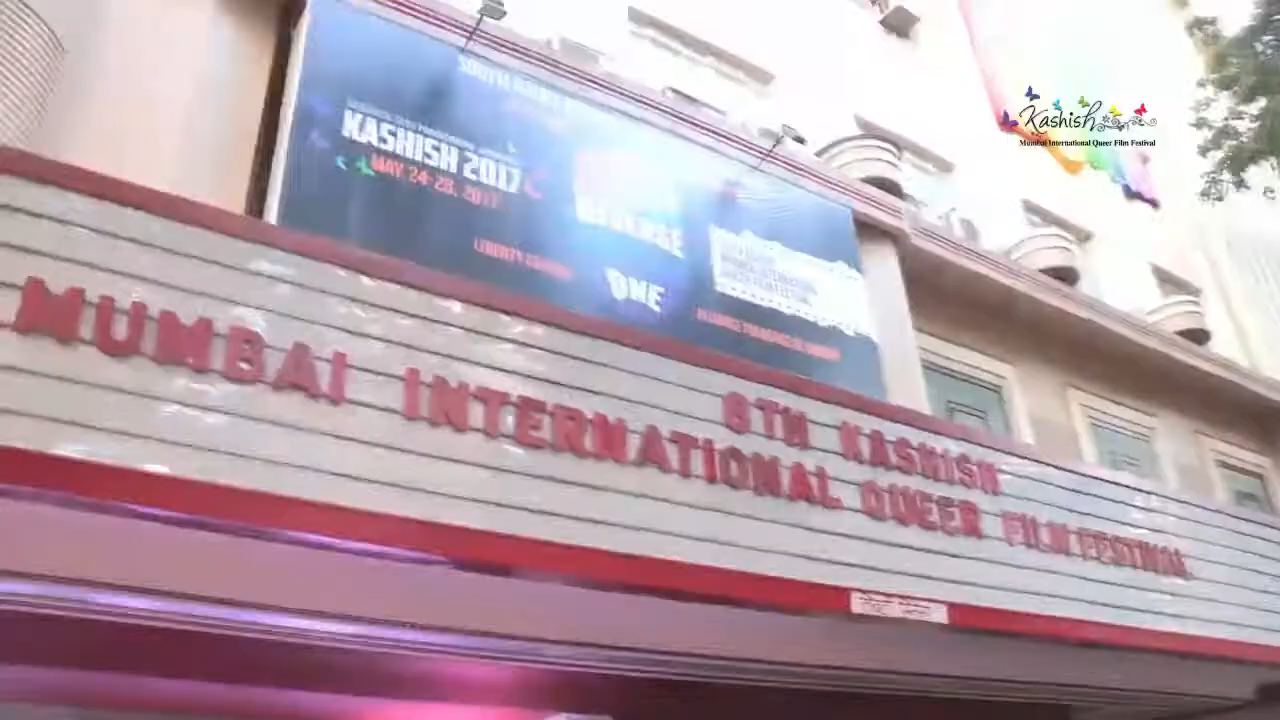 KASHISH 2017
MAY 24-28, 2017
LIBERTY CINEMA
DIVERSE
ONE
8TH KASHISH
MUMBAI INTERNATIONAL QUEER FILM FESTIVAL
Kashish
Mumbai International Queer Film Festival